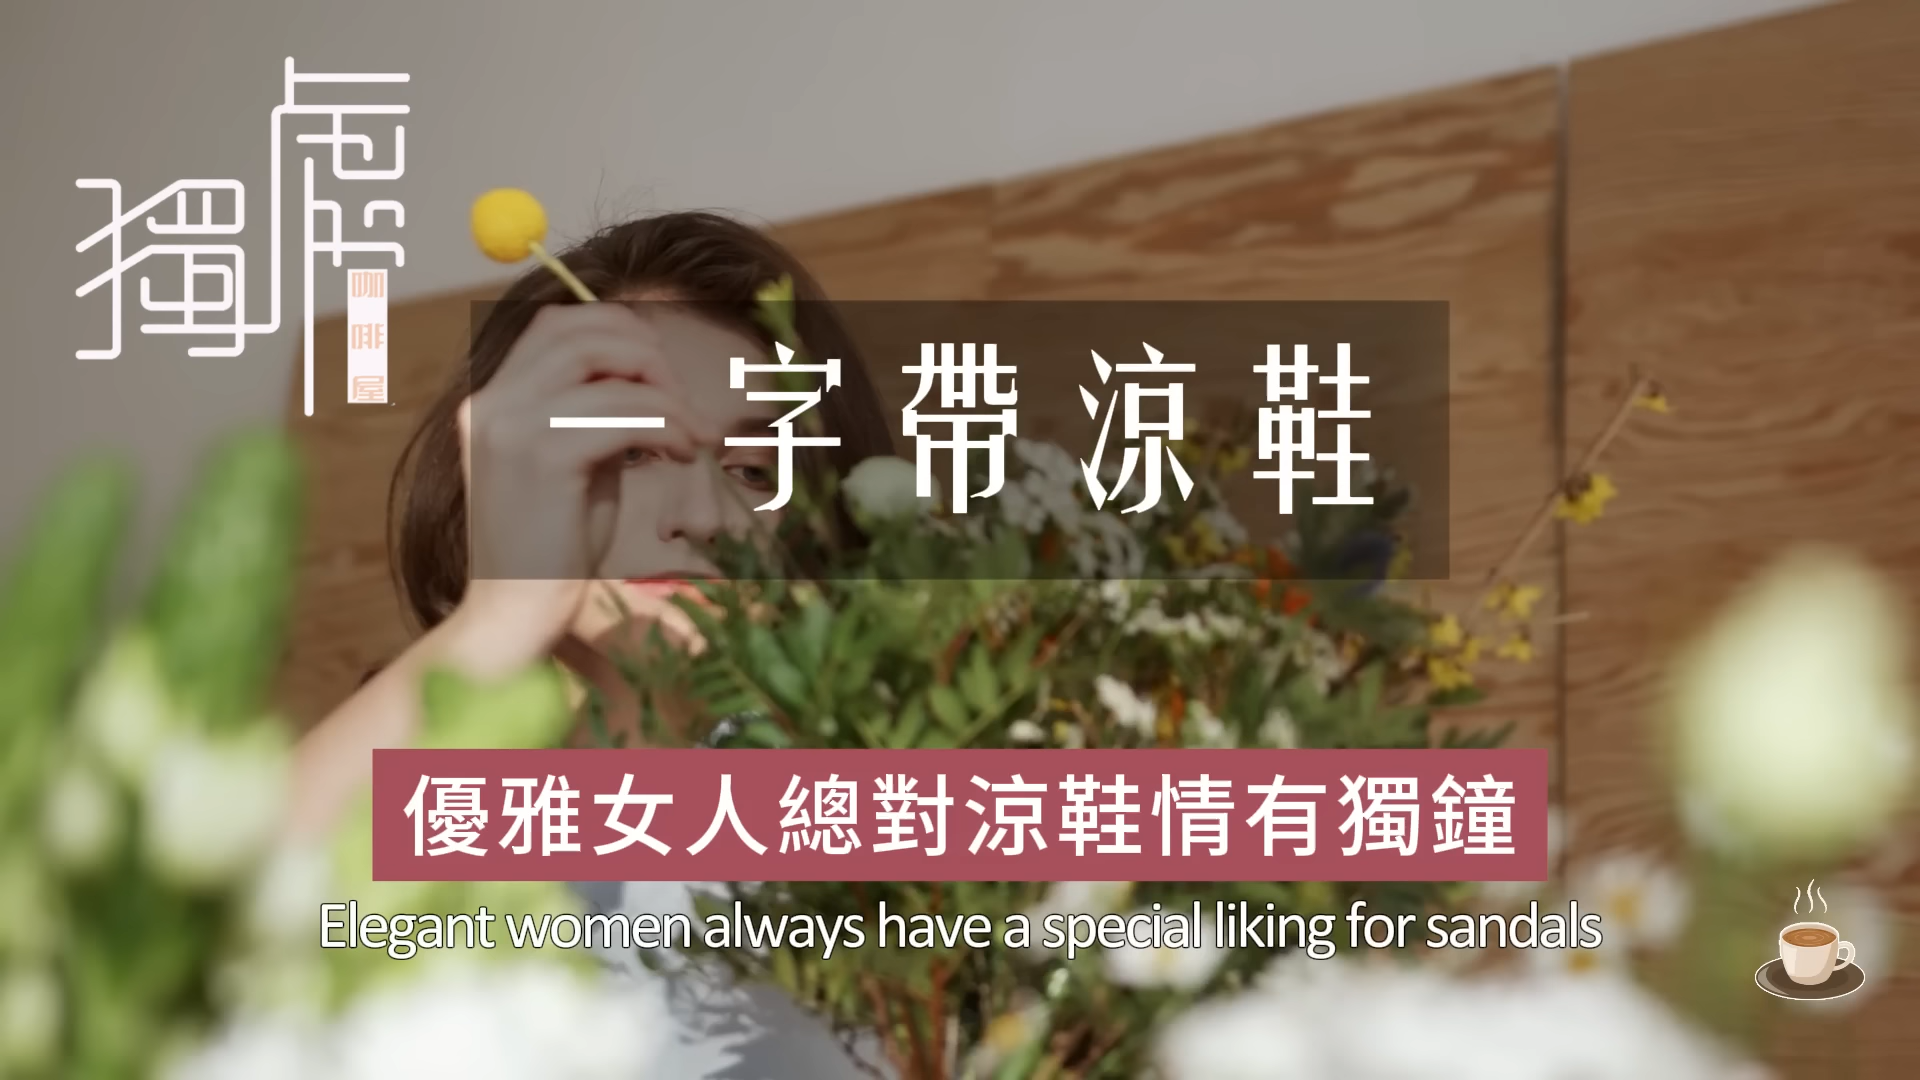 獨處
咖啡屋
一字帶涼鞋
優雅女人總對涼鞋情有獨鐘
Elegant women always have a special liking for sandals